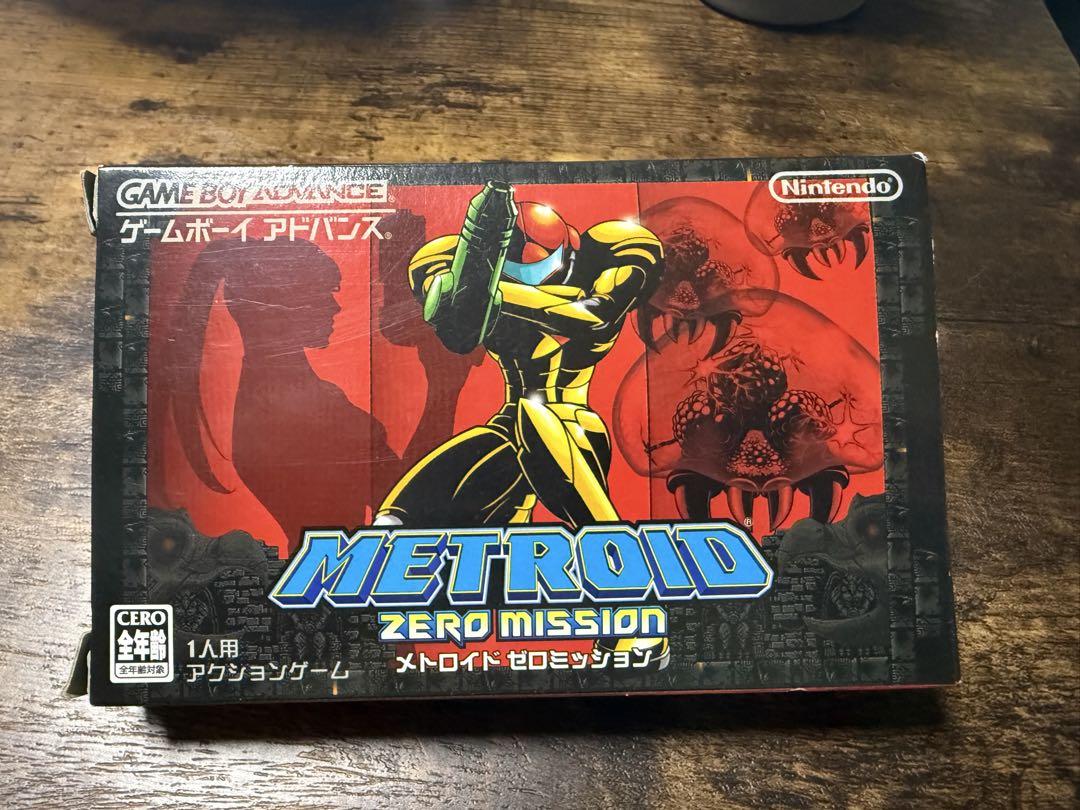 GAME BOY ADVANCE®
ゲームボーイ アドバンス®
Nintendo®
METROID®
ZERO MISSION
メトロイド ゼロミッション
CERO
全年齢
全年齢対象
1人用
アクションゲーム